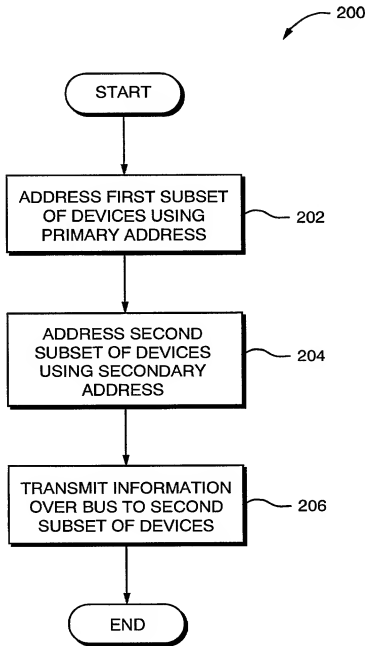 200
START
ADDRESS FIRST SUBSET
OF DEVICES USING
PRIMARY ADDRESS
202
ADDRESS SECOND
SUBSET OF DEVICES
USING SECONDARY
ADDRESS
204
TRANSMIT INFORMATION
OVER BUS TO SECOND
SUBSET OF DEVICES
206
END